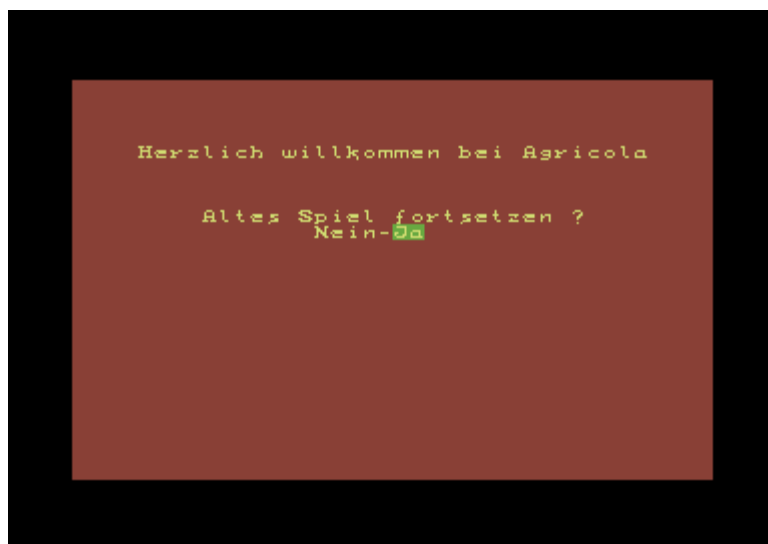 Herzlich willkommen bei Agricola
Altes Spiel fortsetzen ?
Nein-Ja